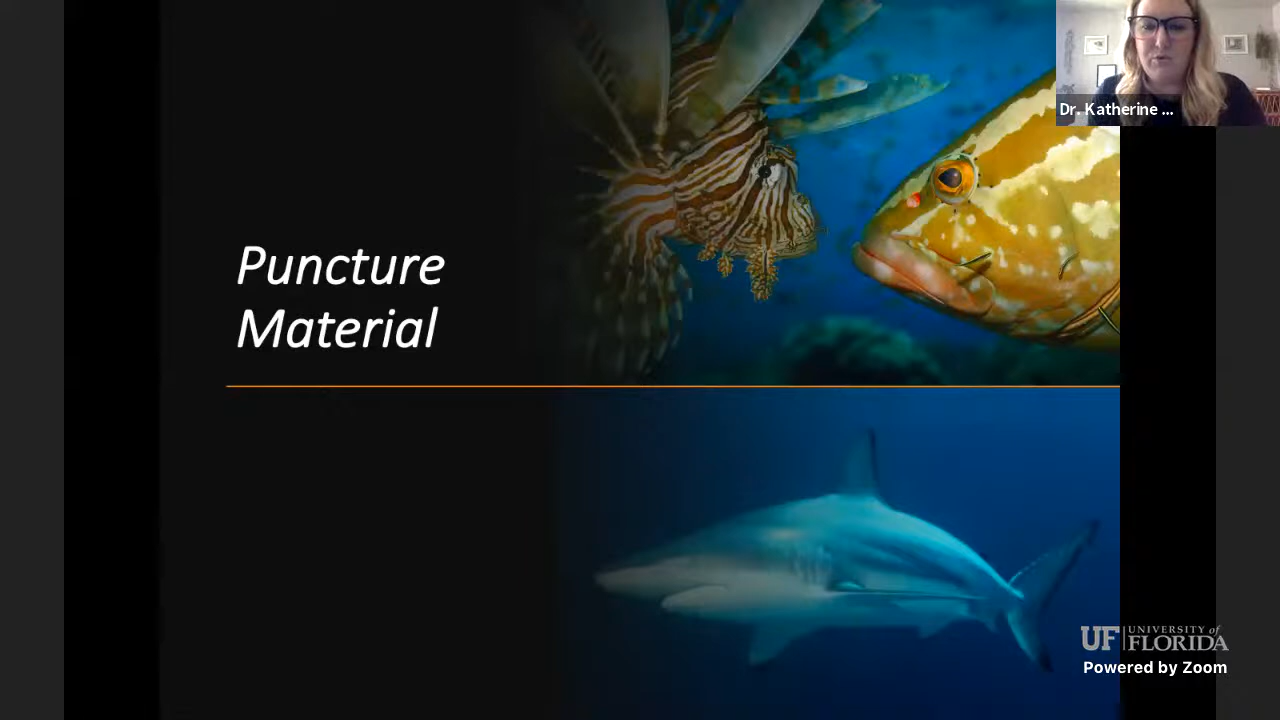 Dr. Katherine ...
Puncture
Material
UF UNIVERSITY of
FLORIDA
Powered by Zoom